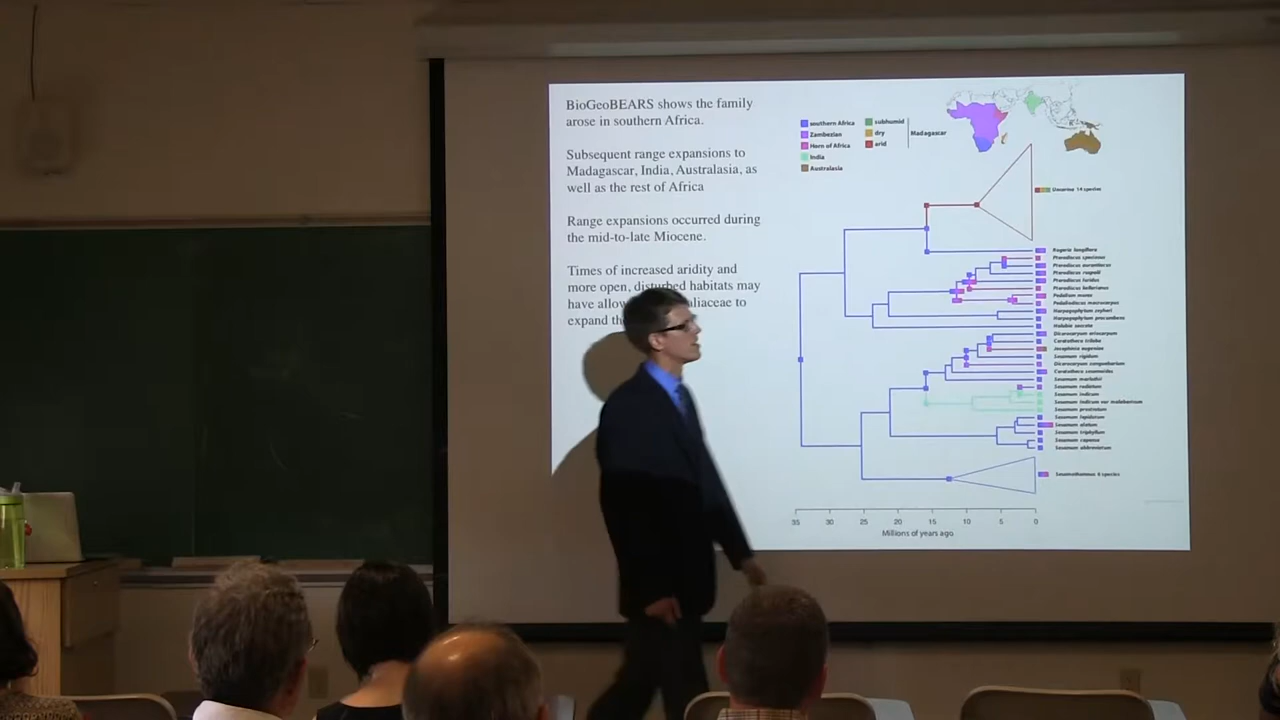 BioGeoBEARS shows the family
arose in southern Africa.
Subsequent range expansions to
Madagascar, India, Australasia, as
well as the rest of Africa
Range expansions occurred during
the mid-to-late Miocene.
Times of increased aridity and
more open, disturbed habitats may
have allow aliaceae to
expand th
southern Africa
Zambezian
Horn of Africa
India
Australasia
subhumid
dry
arid
Madagascar
Uncarina 14 species
Rogeria longiflora
Pterodiscus speciosus
Pterodiscus aurantiacus
Pterodiscus ruspolii
Pterodiscus luridus
Pterodiscus kellerianus
Pedalium murex
Pedaliodiscus macrocarpus
Harpagophytum zeyheri
Harpagophytum procumbens
Holubia saccata
Dicerocaryum eriocarpum
Ceratotheca triloba
Josephinia eugeniae
Sesamum rigidum
Dicerocaryum zanguebarium
Ceratotheca sesamoides
Sesamum marlothii
Sesamum radiatum
Sesamum indicum
Sesamum indicum var malabaricum
Sesamum prostratum
Sesamum lepidotum
Sesamum alatum
Sesamum triphyllum
Sesamum capense
Sesamum abbreviatum
Sesamothamnus 6 species
35 30 25 20 15 10 5 0
Millions of years ago